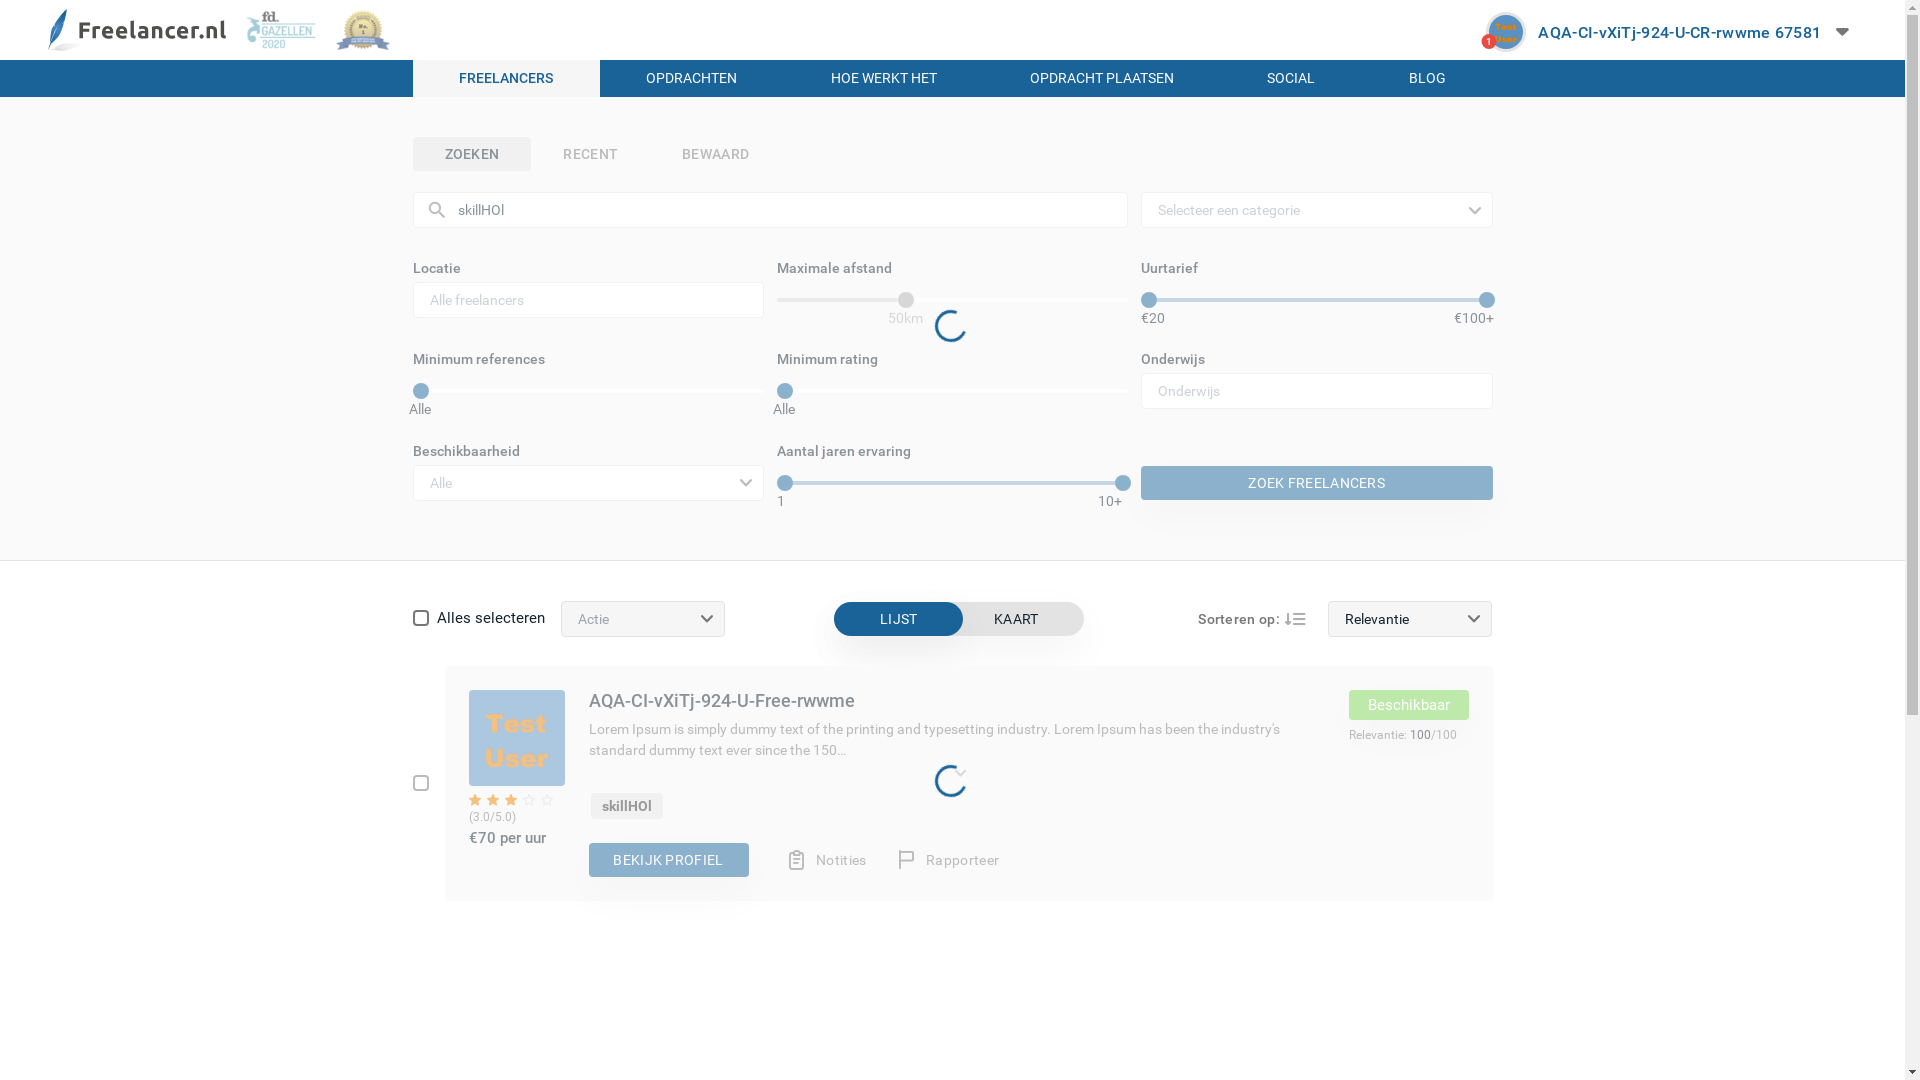 Freelancer.nl
fd.
GAZELLEN
2020
No.
1
Test
User
1
AQA-CI-vXiTj-924-U-CR-rwwme 67581
FREELANCERS
OPDRACHTEN
HOE WERKT HET
OPDRACHT PLAATSEN
SOCIAL
BLOG
ZOEKEN
RECENT
BEWAARD
skillHOl
Selecteer een categorie
Locatie
Maximale afstand
Uurtarief
Alle freelancers
50km
€20
€100+
Minimum references
Minimum rating
Onderwijs
Alle
Alle
Onderwijs
Beschikbaarheid
Aantal jaren ervaring
Alle
1
10+
ZOEK FREELANCERS
Alles selecteren
Actie
LIJST
KAART
Sorteren op:
Relevantie
Test
User
AQA-CI-vXiTj-924-U-Free-rwwme
Beschikbaar
Lorem Ipsum is simply dummy text of the printing and typesetting industry. Lorem Ipsum has been the industry's
standard dummy text ever since the 150...
Relevantie: 100/100
skillHOl
(3.0/5.0)
€70 per uur
BEKIJK PROFIEL
Notities
Rapporteer